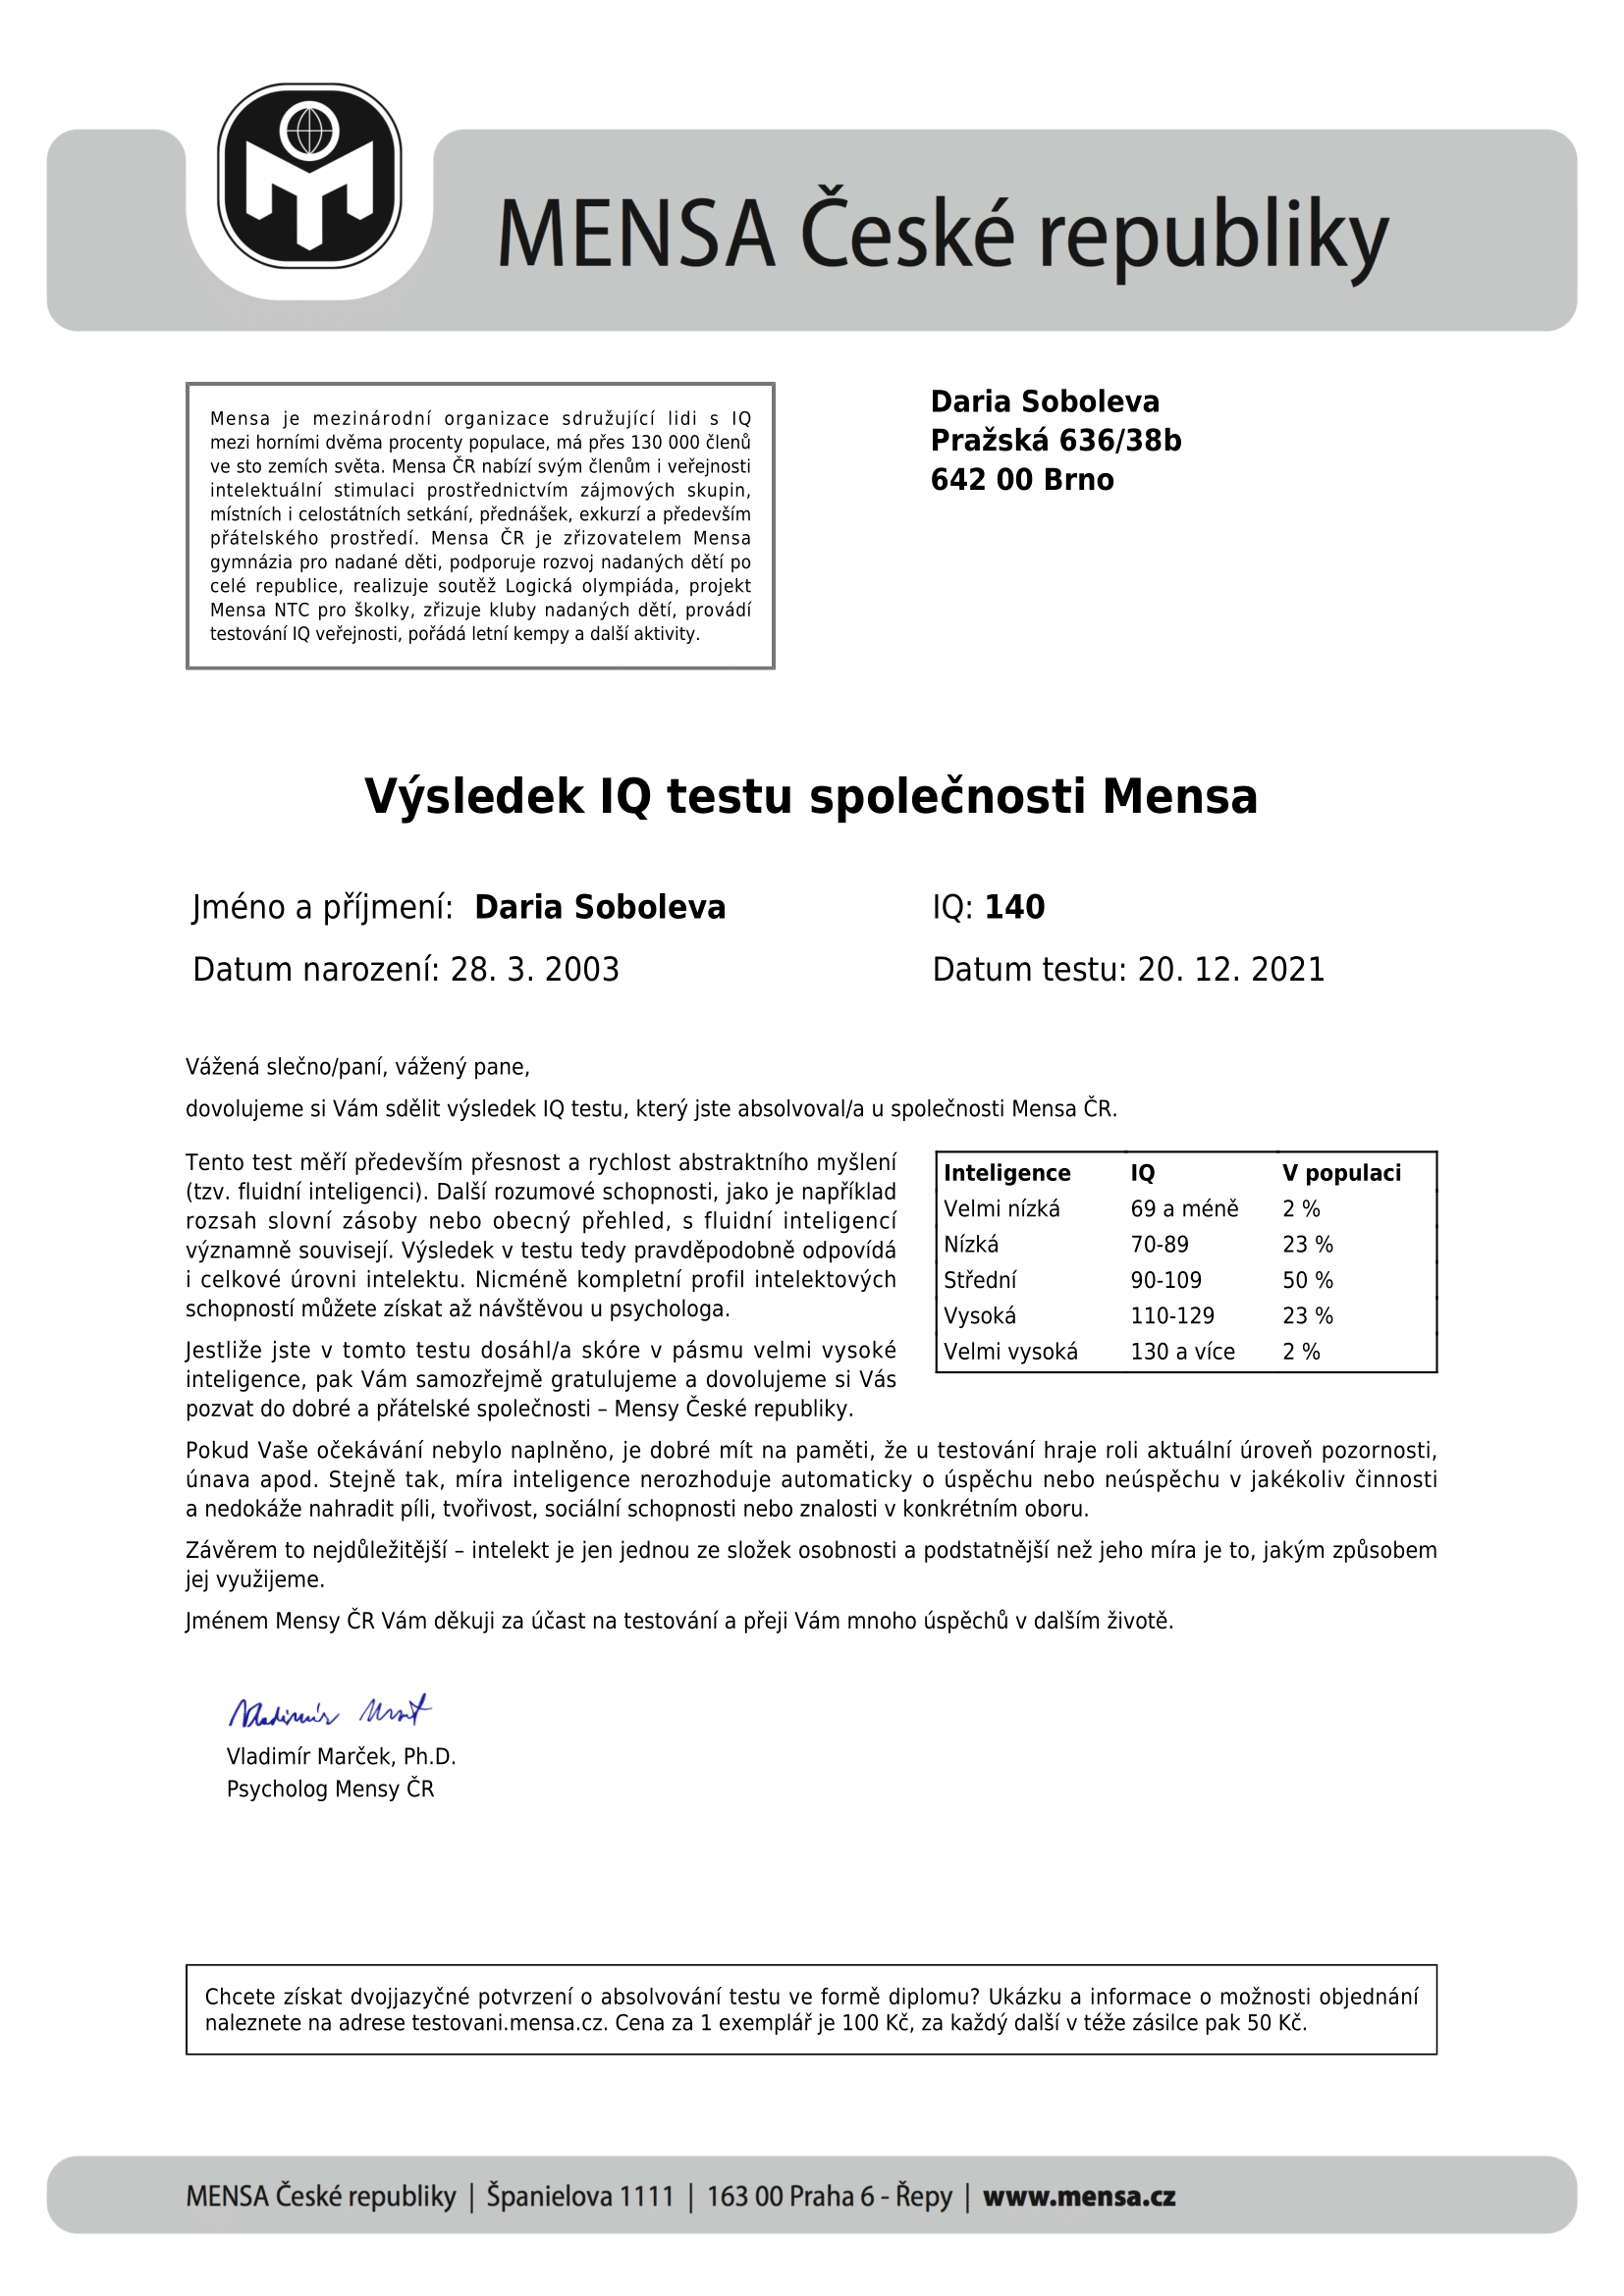 MENSA České republiky
Mensa je mezinárodní organizace sdružující lidi s IQ
mezi horními dvěma procenty populace, má přes 130 000 členů
ve sto zemích světa. Mensa ČR nabízí svým členům i veřejnosti
intelektuální stimulaci prostřednictvím zájmových skupin,
místních i celostátních setkání, přednášek, exkurzí a především
přátelského prostředí. Mensa ČR je zřizovatelem Mensa
gymnázia pro nadané děti, podporuje rozvoj nadaných dětí po
celé republice, realizuje soutěž Logická olympiáda, projekt
Mensa NTC pro školky, zřizuje kluby nadaných dětí, provádí
testování IQ veřejnosti, pořádá letní kempy a další aktivity.
Daria Soboleva
Pražská 636/38b
642 00 Brno
Výsledek IQ testu společnosti Mensa
Jméno a příjmení: Daria Soboleva
IQ: 140
Datum narození: 28. 3. 2003
Datum testu: 20. 12. 2021
Vážená slečno/paní, vážený pane,
dovolujeme si Vám sdělit výsledek IQ testu, který jste absolvoval/a u společnosti Mensa ČR.
Tento test měří především přesnost a rychlost abstraktního myšlení
(tzv. fluidní inteligenci). Další rozumové schopnosti, jako je například
rozsah slovní zásoby nebo obecný přehled, s fluidní inteligencí
významně souvisejí. Výsledek v testu tedy pravděpodobně odpovídá
i celkové úrovni intelektu. Nicméně kompletní profil intelektových
schopností můžete získat až návštěvou u psychologa.
Jestliže jste v tomto testu dosáhl/a skóre v pásmu velmi vysoké
inteligence, pak Vám samozřejmě gratulujeme a dovolujeme si Vás
pozvat do dobré a přátelské společnosti – Mensy České republiky.
Inteligence IQ V populaci
Velmi nízká 69 a méně 2 %
Nízká 70-89 23 %
Střední 90-109 50 %
Vysoká 110-129 23 %
Velmi vysoká 130 a více 2 %
Pokud Vaše očekávání nebylo naplněno, je dobré mít na paměti, že u testování hraje roli aktuální úroveň pozornosti,
únava apod. Stejně tak, míra inteligence nerozhoduje automaticky o úspěchu nebo neúspěchu v jakékoliv činnosti
a nedokáže nahradit píli, tvořivost, sociální schopnosti nebo znalosti v konkrétním oboru.
Závěrem to nejdůležitější – intelekt je jen jednou ze složek osobnosti a podstatnější než jeho míra je to, jakým způsobem
jej využijeme.
Jménem Mensy ČR Vám děkuji za účast na testování a přeji Vám mnoho úspěchů v dalším životě.
Vladimír Marček, Ph.D.
Psycholog Mensy ČR
Chcete získat dvojjazyčné potvrzení o absolvování testu ve formě diplomu? Ukázku a informace o možnosti objednání
naleznete na adrese testovani.mensa.cz. Cena za 1 exemplář je 100 Kč, za každý další v téže zásilce pak 50 Kč.
MENSA České republiky | Španielova 1111 | 163 00 Praha 6 - Řepy | www.mensa.cz